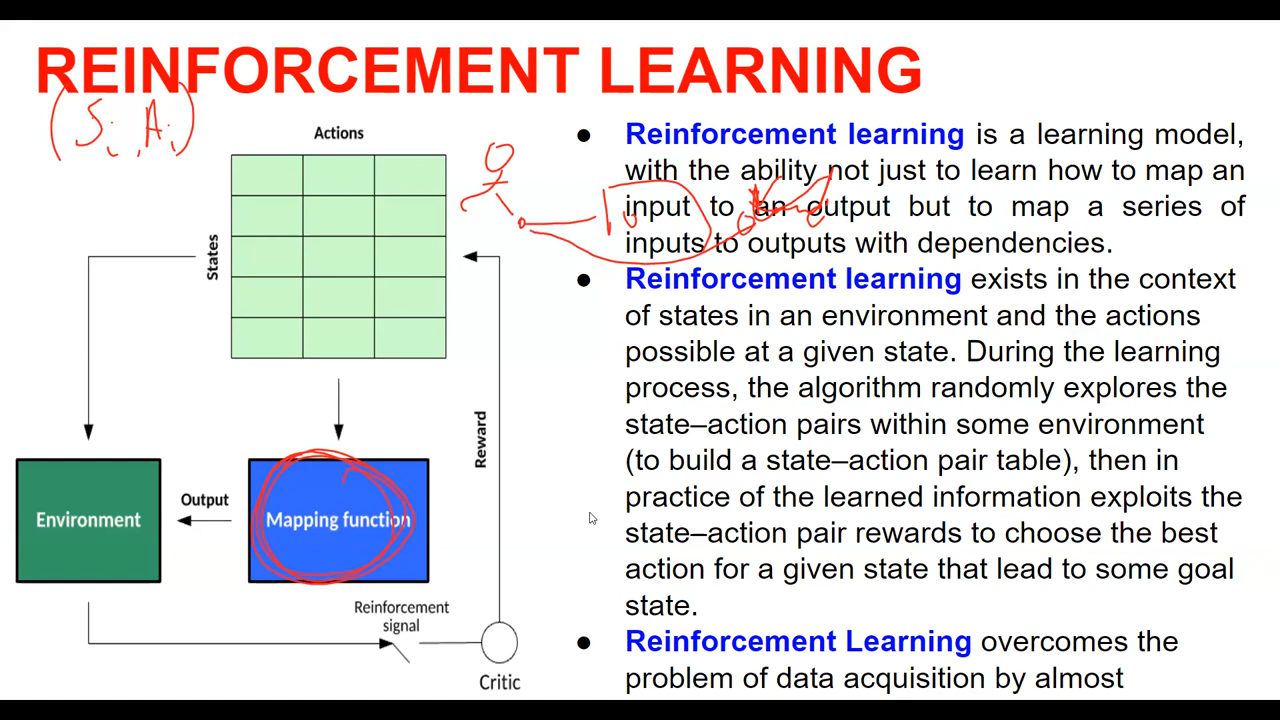 REINFORCEMENT LEARNING
(Si, Ai)
Actions
States
Reward
Environment
Output
Mapping function
Reinforcement
signal
Critic
● Reinforcement learning is a learning model,
with the ability not just to learn how to map an
input to an output but to map a series of
inputs to outputs with dependencies.
● Reinforcement learning exists in the context
of states in an environment and the actions
possible at a given state. During the learning
process, the algorithm randomly explores the
state–action pairs within some environment
(to build a state–action pair table), then in
practice of the learned information exploits the
state–action pair rewards to choose the best
action for a given state that lead to some goal
state.
● Reinforcement Learning overcomes the
problem of data acquisition by almost